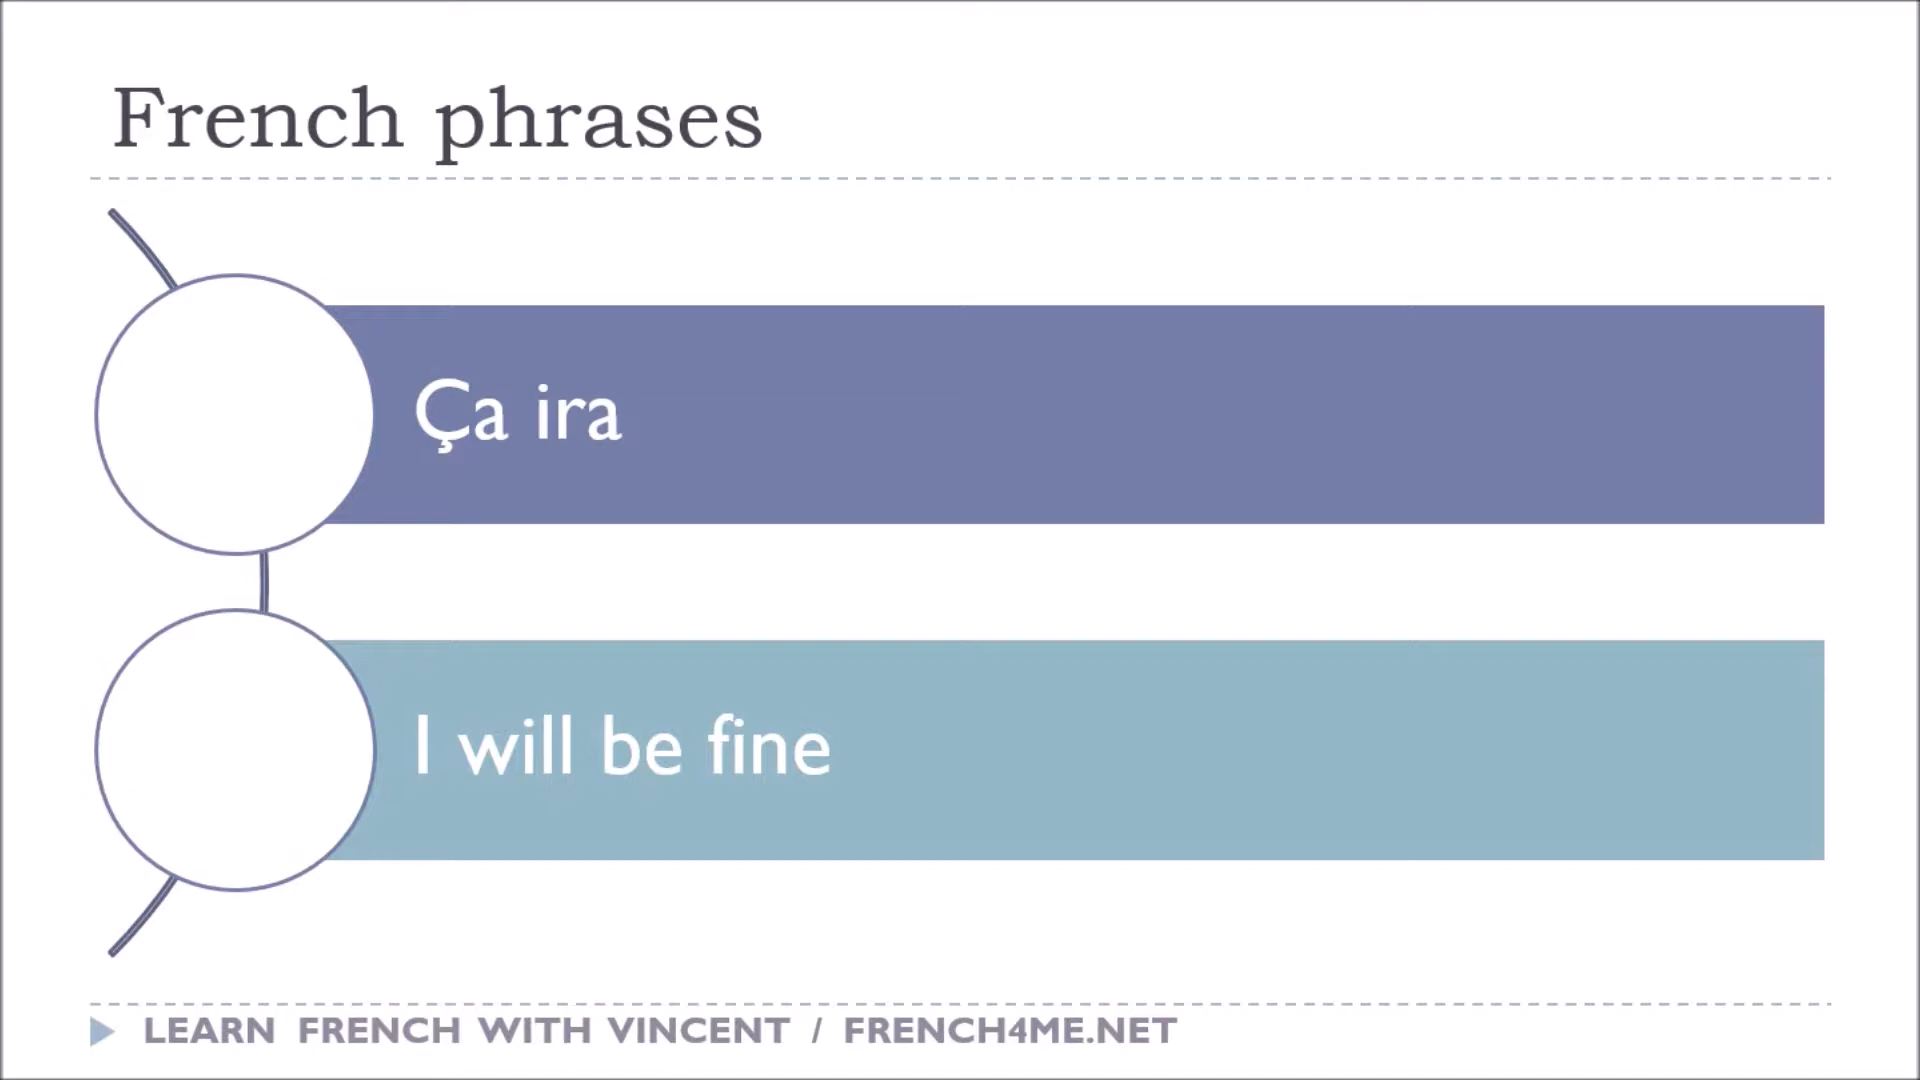 French phrases
Ça ira
I will be fine
LEARN FRENCH WITH VINCENT / FRENCH4ME.NET